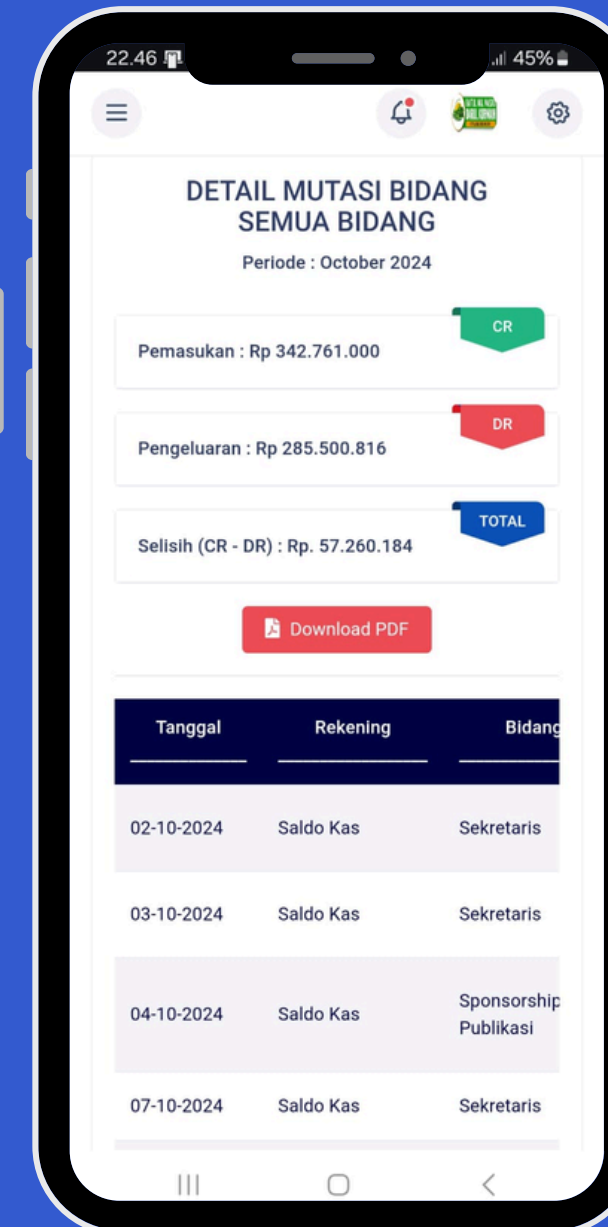 22.46
45%
DETAIL MUTASI BIDANG
SEMUA BIDANG
Periode : October 2024
CR
Pemasukan : Rp 342.761.000
DR
Pengeluaran : Rp 285.500.816
TOTAL
Selisih (CR - DR) : Rp. 57.260.184
Download PDF
Tanggal Rekening Bidang
02-10-2024 Saldo Kas Sekretaris
03-10-2024 Saldo Kas Sekretaris
04-10-2024 Saldo Kas Sponsorship
Publikasi
07-10-2024 Saldo Kas Sekretaris